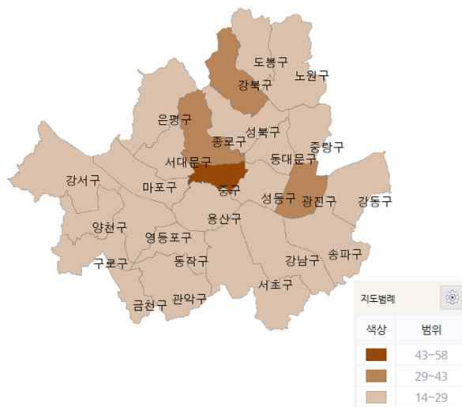 도봉구
노원구
강북구
은평구
성북구
종로구
중랑구
서대문구
동대문구
강서구
마포구
중구
성동구
광진구
강동구
용산구
양천구
영등포구
송파구
구로구
동작구
강남구
서초구
금천구
관악구
지도범례
색상 범위
43~58
29~43
14~29